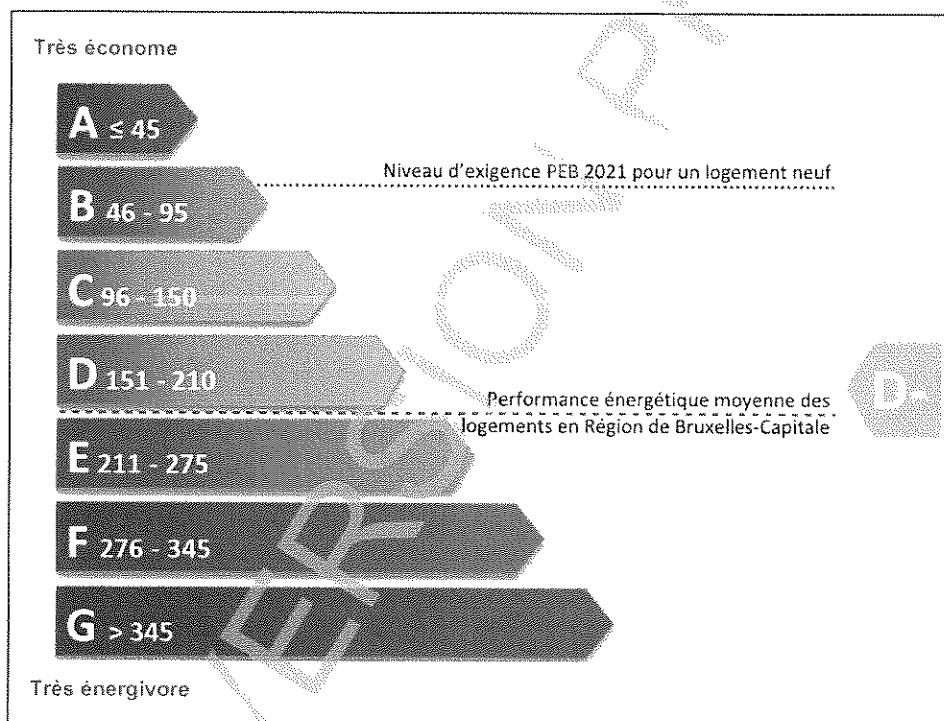 Très économe
A ≤ 45
Niveau d'exigence PEB 2021 pour un logement neuf
B 46 - 95
C 96 - 150
D 151 - 210
Performance énergétique moyenne des
logements en Région de Bruxelles-Capitale
D
E 211 - 275
F 276 - 345
G > 345
Très énergivore